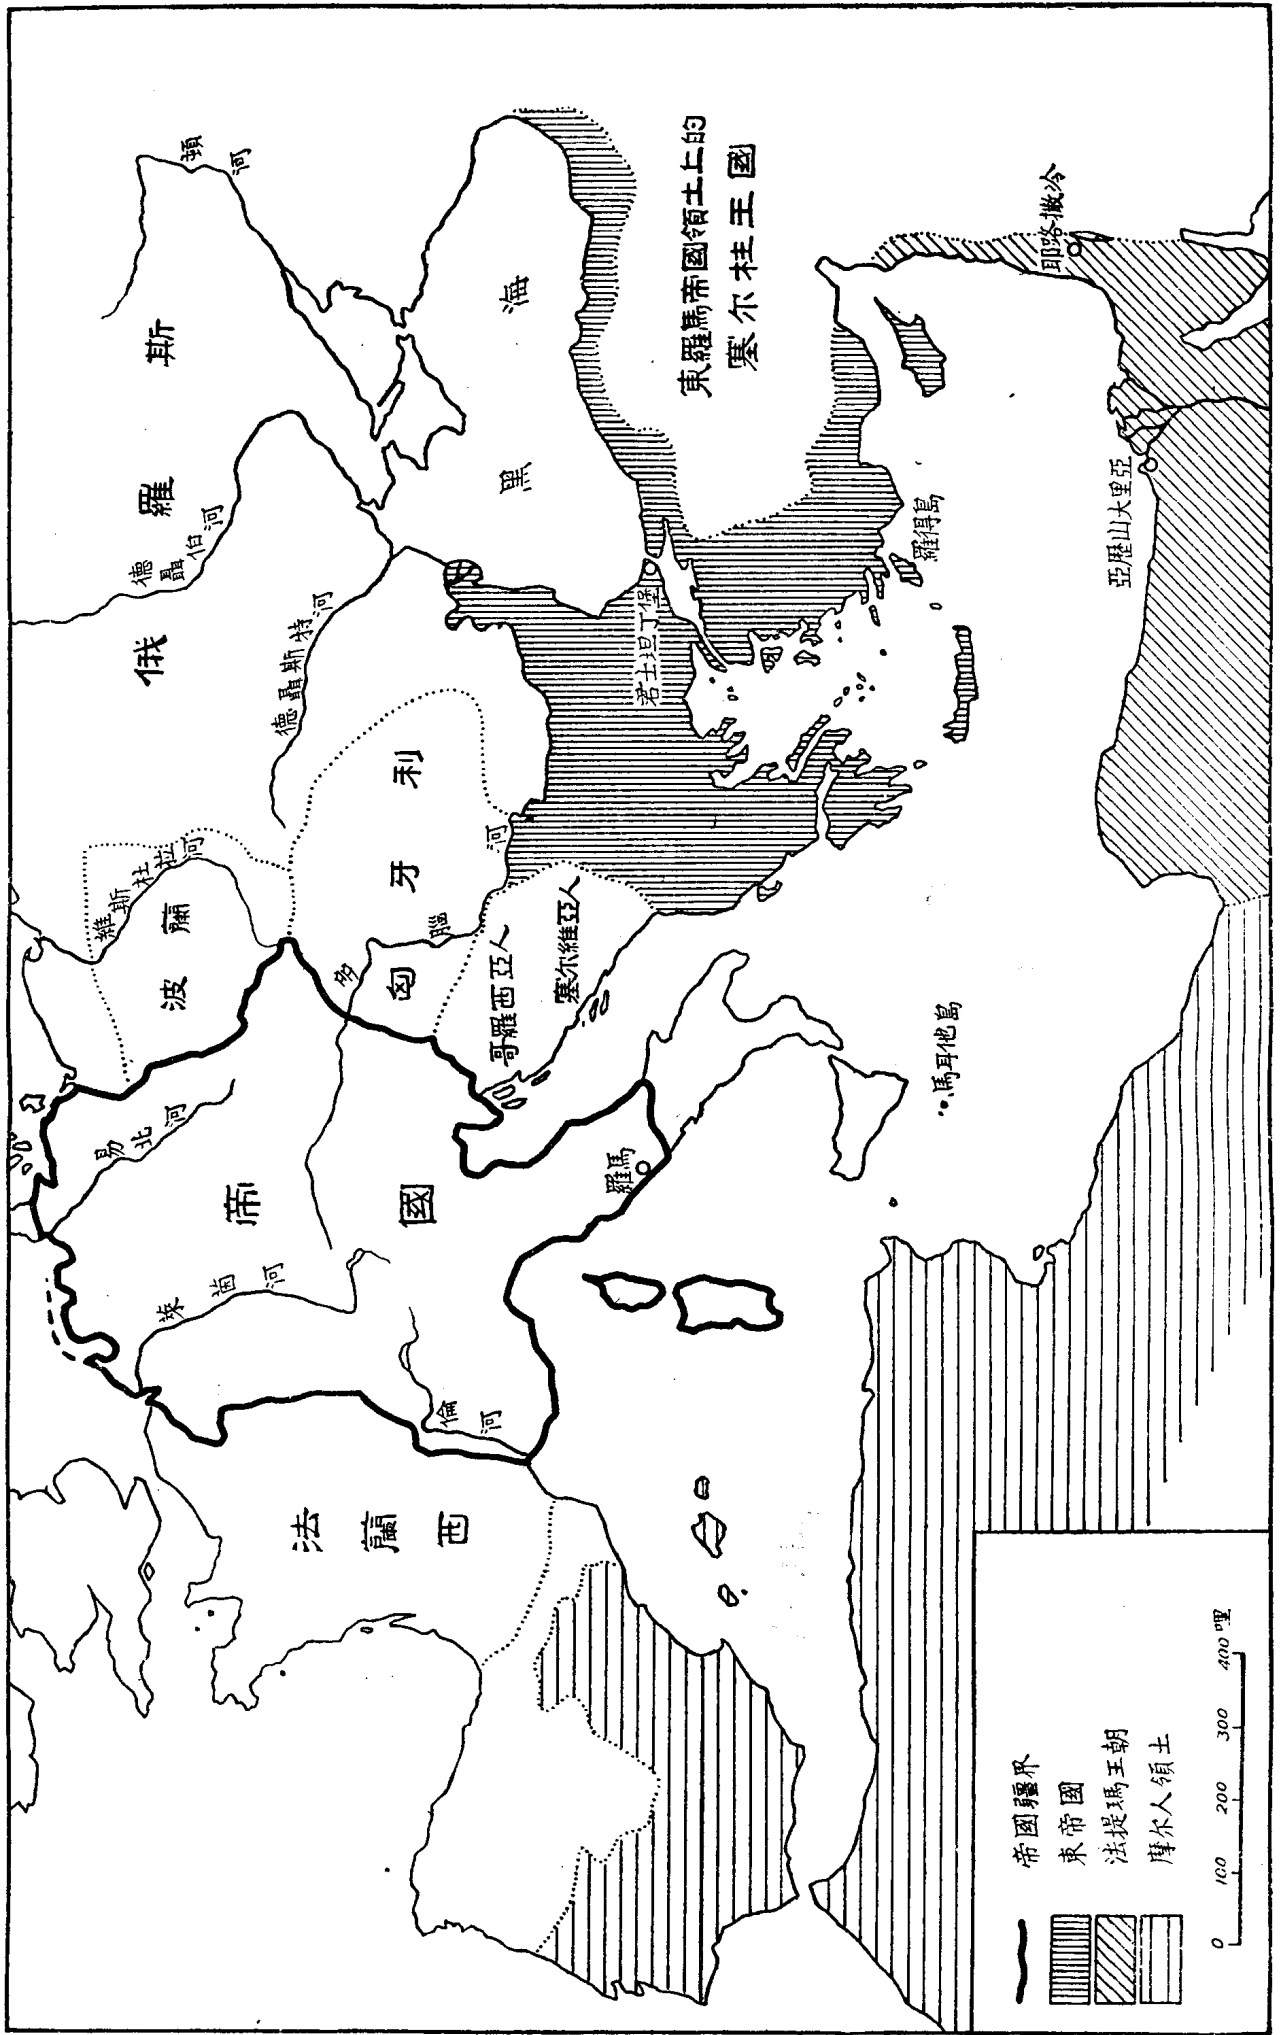 俄羅斯
頓河
德聶伯河
德聶斯特河
黑海
東羅馬帝國領土上的
塞尔柱王國
耶路撒冷
亞歷山大里亞
羅得島
君士坦丁堡
維斯杜拉河
波蘭
匈牙利
多腦河
哥羅西亞人
塞尔維亞人
馬耳他島
易北河
帝國
羅馬
萊茵河
倫河
法蘭西
帝國疆界
東帝國
法提瑪王朝
摩尔人領土
0 100 200 300 400哩